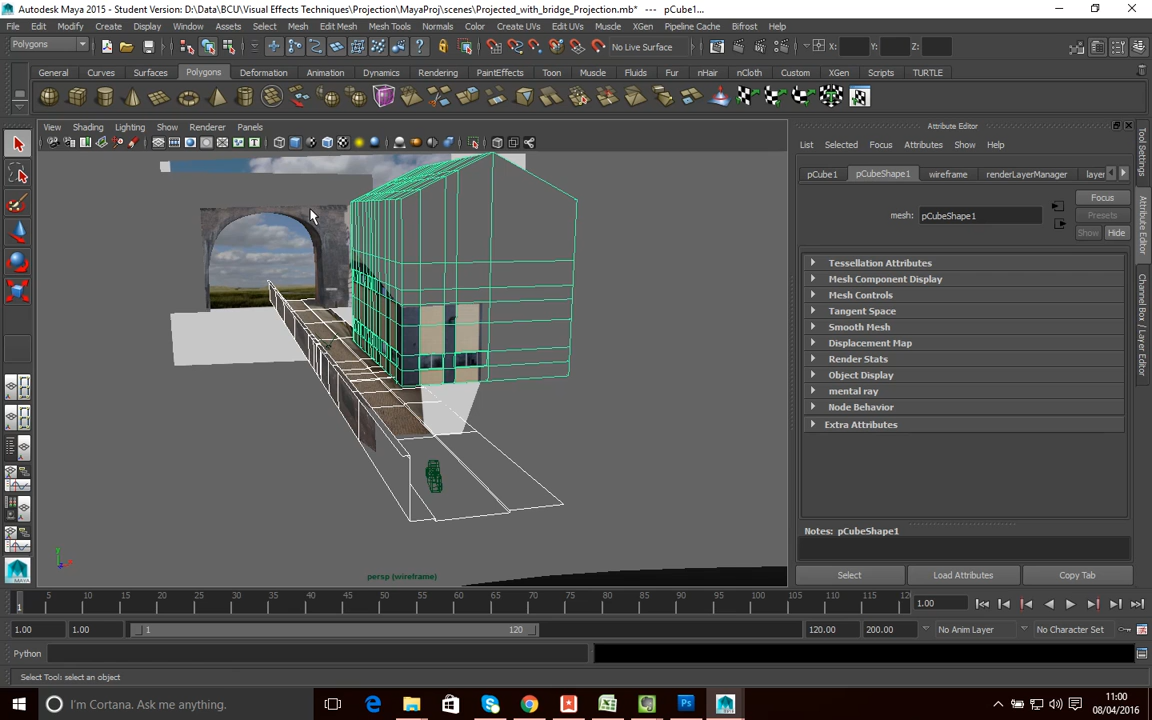 Autodesk Maya 2015 - Student Version: D:\Data\BCU\Visual Effects Techniques\Projection\MayaProj\scenes\Projected_with_bridge_Projection.mb* --- pCube1...
File Edit Modify Create Display Window Assets Select Mesh Edit Mesh Mesh Tools Normals Color Create UVs Edit UVs Muscle XGen Pipeline Cache Bifrost Help
Polygons No Live Surface X: Y: Z:
General Curves Surfaces Polygons Deformation Animation Dynamics Rendering PaintEffects Toon Muscle Fluids Fur nHair nCloth Custom XGen Scripts TURTLE
View Shading Lighting Show Renderer Panels
Attribute Editor
List Selected Focus Attributes Show Help
pCube1 pCubeShape1 wireframe renderLayerManager layer
mesh: pCubeShape1
Focus
Presets
Show Hide
Tessellation Attributes
Mesh Component Display
Mesh Controls
Tangent Space
Smooth Mesh
Displacement Map
Render Stats
Object Display
mental ray
Node Behavior
Extra Attributes
Notes: pCubeShape1
Select Load Attributes Copy Tab
Tool Settings
Attribute Editor
Channel Box / Layer Editor
y
persp (wireframe)
1 5 10 15 20 25 30 35 40 45 50 55 60 65 70 75 80 85 90 95 100 105 110 115 12 1.00
1.00 1.00 1 120 120.00 200.00 No Anim Layer No Character Set
Python
Select Tool: select an object
I'm Cortana. Ask me anything.
11:00
08/04/2016